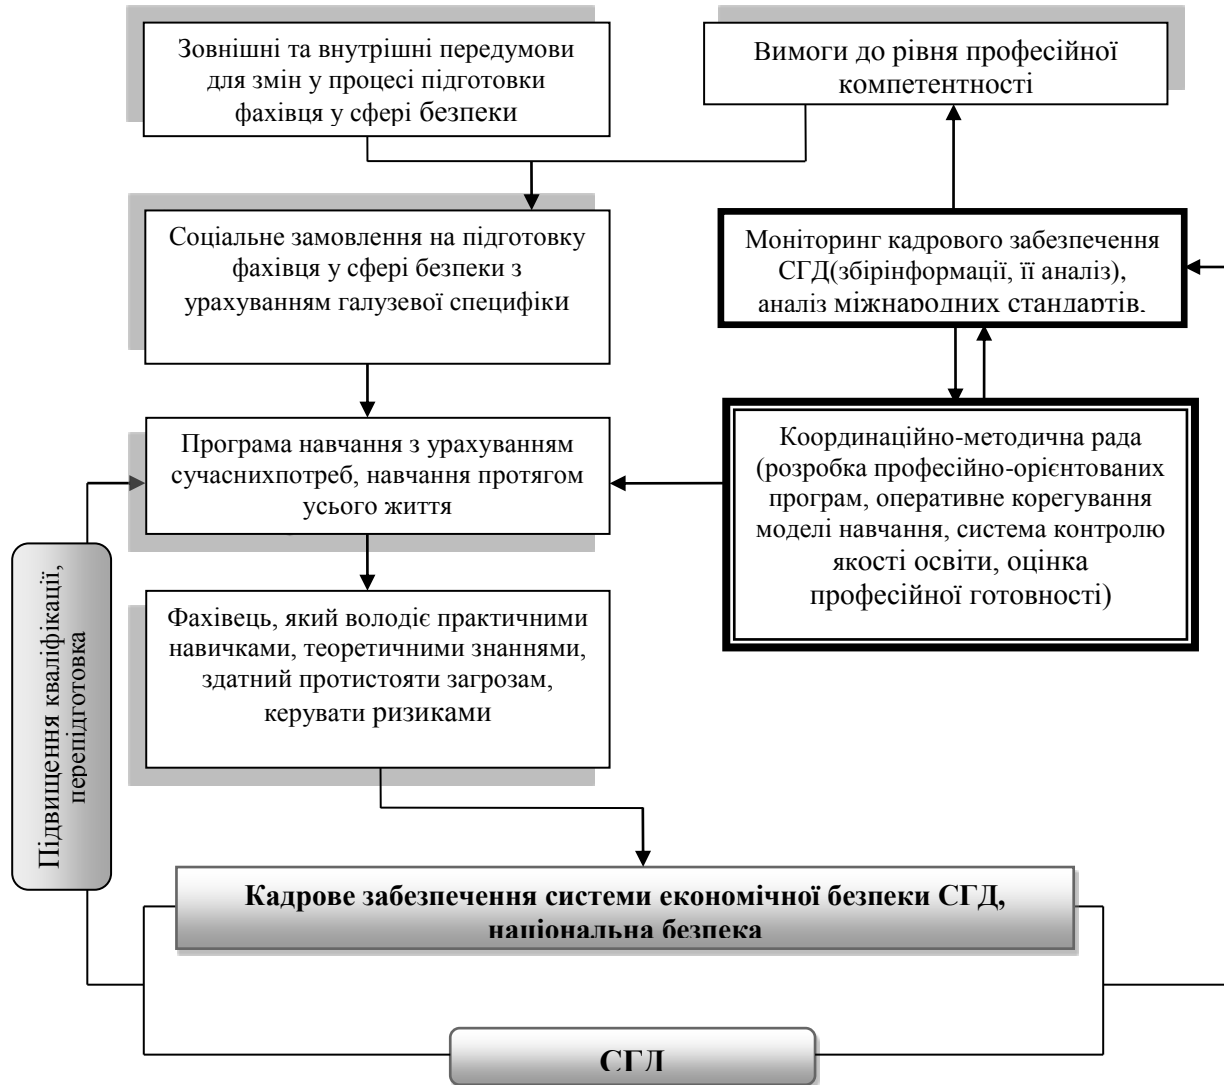 Зовнішні та внутрішні передумови
для змін у процесі підготовки
фахівця у сфері безпеки
Вимоги до рівня професійної
компетентності
Соціальне замовлення на підготовку
фахівця у сфері безпеки з
урахуванням галузевої специфіки
Моніторинг кадрового забезпечення
СГД(збірінформації, її аналіз),
аналіз міжнародних стандартів.
Програма навчання з урахуванням
сучаснихпотреб, навчання протягом
усього життя
Координаційно-методична рада
(розробка професійно-орієнтованих
програм, оперативне корегування
моделі навчання, система контролю
якості освіти, оцінка
професійної готовності)
Підвищення кваліфікації,
перепідготовка
Фахівець, який володіє практичними
навичками, теоретичними знаннями,
здатний протистояти загрозам,
керувати ризиками
Кадрове забезпечення системи економічної безпеки СГД,
національна безпека
СГД